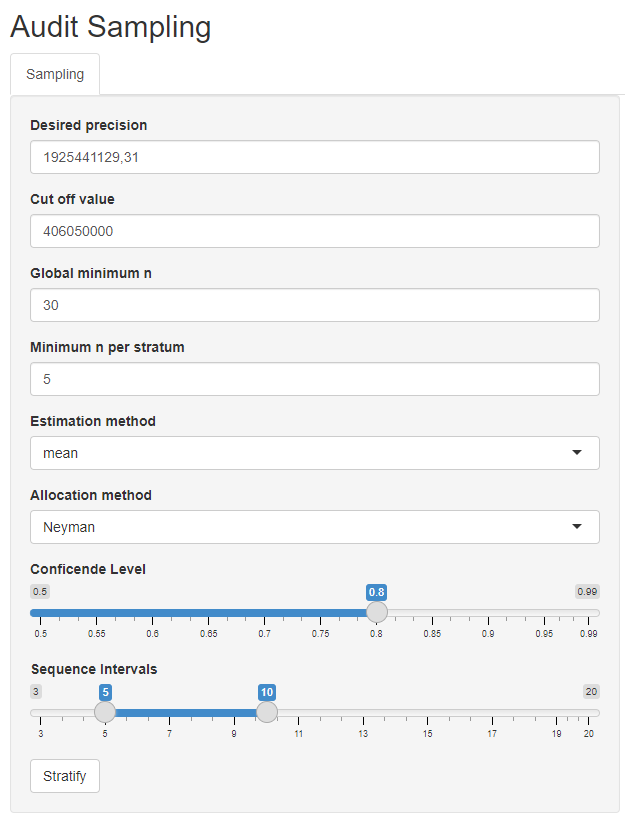 Audit Sampling
Sampling
Desired precision
1925441129,31
Cut off value
406050000
Global minimum n
30
Minimum n per stratum
5
Estimation method
mean
Allocation method
Neyman
Conficende Level
0.5 0.8 0.99
0.5 0.55 0.6 0.65 0.7 0.75 0.8 0.85 0.9 0.95 0.99
Sequence Intervals
3 5 10 20
3 5 7 9 11 13 15 17 19 20
Stratify